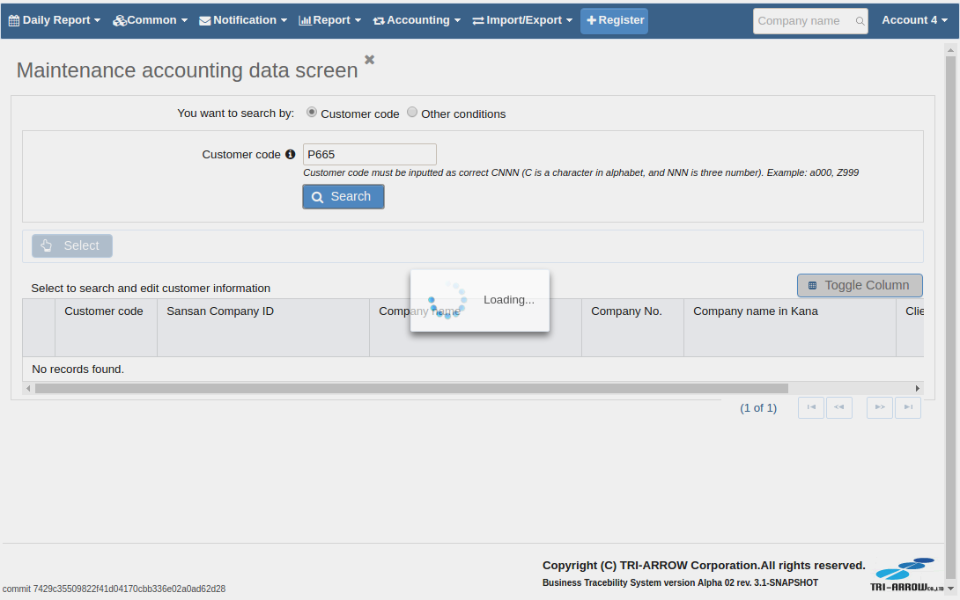 Daily Report Common Notification Report Accounting Import/Export Register Company name Account 4
Maintenance accounting data screen
You want to search by: Customer code Other conditions
Customer code P665
Customer code must be inputted as correct CNNN (C is a character in alphabet, and NNN is three number). Example: a000, Z999
Search
Select
Select to search and edit customer information Toggle Column
Loading...
Customer code Sansan Company ID Company name Company No. Company name in Kana Clie
No records found.
(1 of 1)
Copyright (C) TRI-ARROW Corporation.All rights reserved.
Business Tracebility System version Alpha 02 rev. 3.1-SNAPSHOT
TRI-ARROW CO.,LTD
commit 7429c35509822f41d04170cbb336e02a0ad62d28